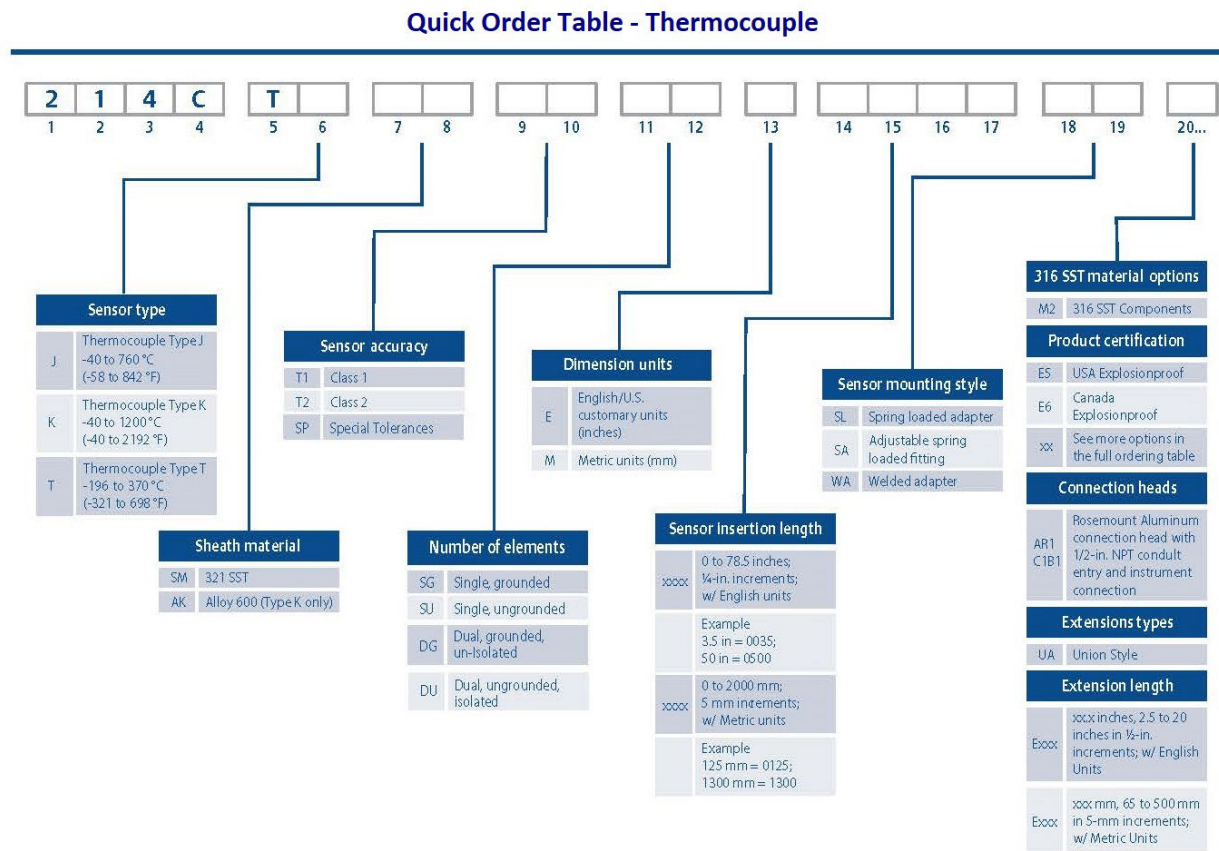 Quick Order Table - Thermocouple
2 1 4 C T
1 2 3 4 5 6 7 8 9 10 11 12 13 14 15 16 17 18 19 20...
Sensor type
J Thermocouple Type J
-40 to 760 °C
(-58 to 842 °F)
K Thermocouple Type K
-40 to 1200 °C
(-40 to 2192 °F)
T Thermocouple Type T
-196 to 370 °C
(-321 to 698 °F)
Sheath material
SM 321 SST
AK Alloy 600 (Type K only)
Sensor accuracy
T1 Class 1
T2 Class 2
SP Special Tolerances
Number of elements
SG Single, grounded
SU Single, ungrounded
DG Dual, grounded,
un-Isolated
DU Dual, ungrounded,
isolated
Dimension units
E English/U.S.
customary units
(inches)
M Metric units (mm)
Sensor insertion length
xxxx 0 to 78.5 inches;
¼-in. increments;
w/ English units
Example
3.5 in = 0035;
50 in = 0500
xxxx 0 to 2000 mm;
5 mm increments;
w/ Metric units
Example
125 mm = 0125;
1300 mm = 1300
Sensor mounting style
SL Spring loaded adapter
SA Adjustable spring
loaded fitting
WA Welded adapter
316 SST material options
M2 316 SST Components
Product certification
E5 USA Explosionproof
E6 Canada
Explosionproof
xx See more options in
the full ordering table
Connection heads
AR1
C1B1
Rosemount Aluminum
connection head with
1/2-in. NPT condult
entry and instrument
connection
Extensions types
UA Union Style
Extension length
Exxx xx.x inches, 2.5 to 20
inches in ½-in.
increments; w/ English
Units
Exxx xxx mm, 65 to 500 mm
in 5-mm increments;
w/ Metric Units